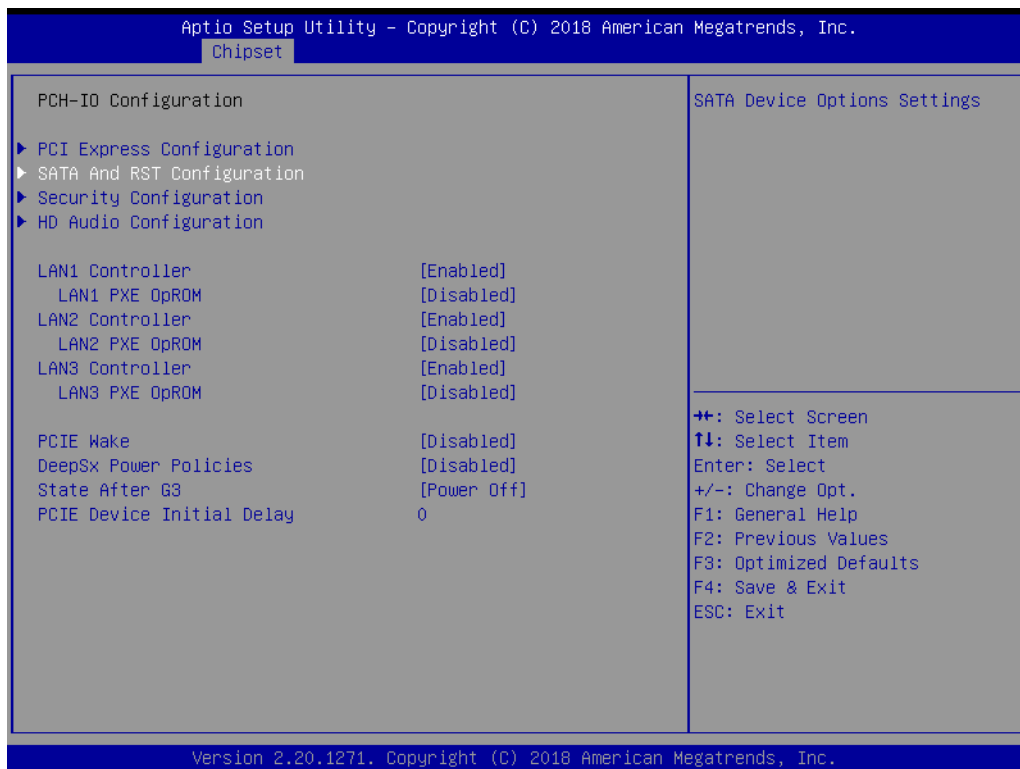 Aptio Setup Utility – Copyright (C) 2018 American Megatrends, Inc.
Chipset
PCH-IO Configuration
PCI Express Configuration
SATA And RST Configuration
Security Configuration
HD Audio Configuration
LAN1 Controller [Enabled]
LAN1 PXE OpROM [Disabled]
LAN2 Controller [Enabled]
LAN2 PXE OpROM [Disabled]
LAN3 Controller [Enabled]
LAN3 PXE OpROM [Disabled]
PCIE Wake [Disabled]
DeepSx Power Policies [Disabled]
State After G3 [Power Off]
PCIE Device Initial Delay 0
SATA Device Options Settings
→←: Select Screen
↑↓: Select Item
Enter: Select
+/-: Change Opt.
F1: General Help
F2: Previous Values
F3: Optimized Defaults
F4: Save & Exit
ESC: Exit
Version 2.20.1271. Copyright (C) 2018 American Megatrends, Inc.